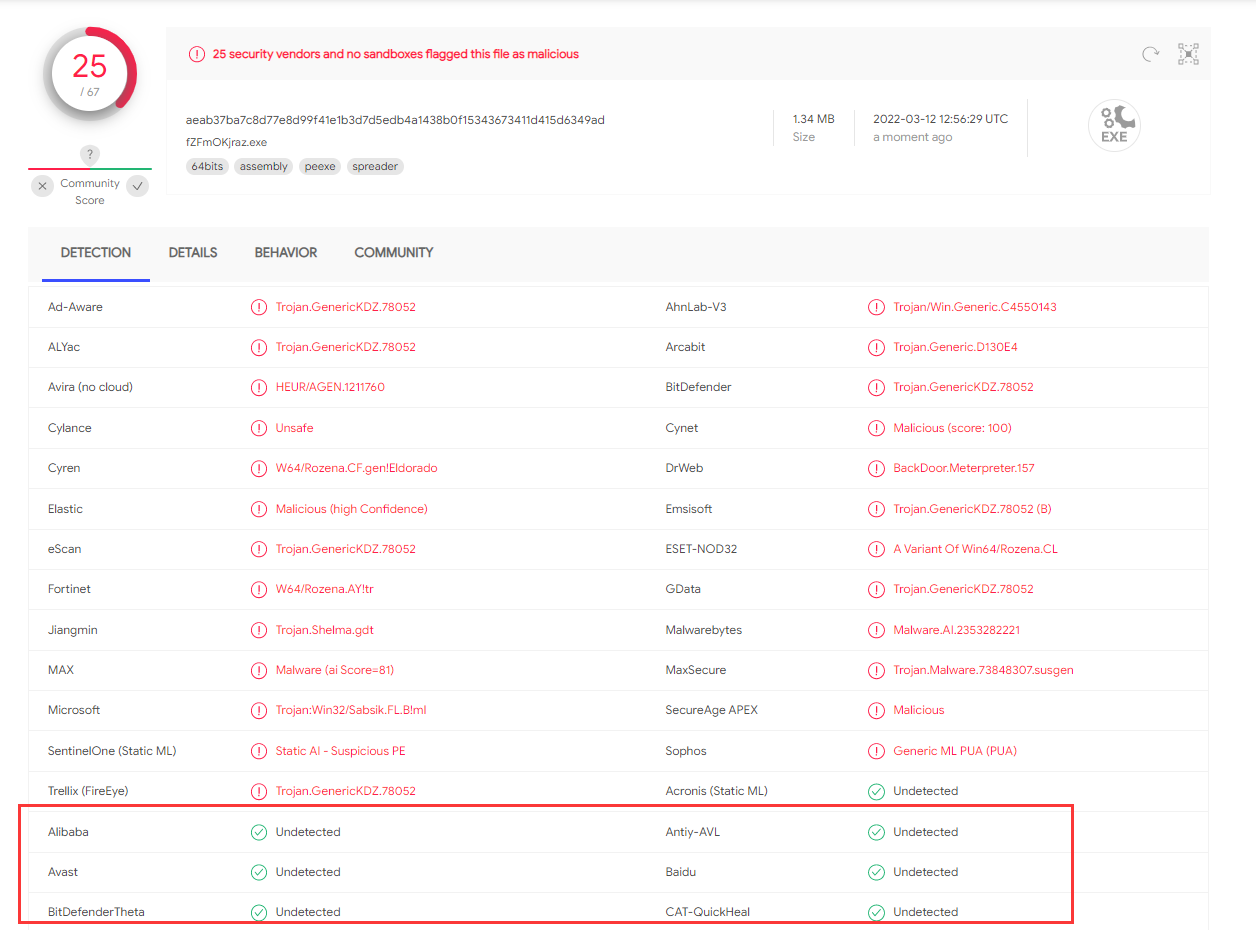 25
/ 67
?
Community
Score
25 security vendors and no sandboxes flagged this file as malicious
aeab37ba7c8d77e8d99f41e1b3d7d5edb4a1438b0f15343673411d415d6349ad
fZFmOKjraz.exe
64bits assembly peexe spreader
1.34 MB
Size
2022-03-12 12:56:29 UTC
a moment ago
EXE
DETECTION DETAILS BEHAVIOR COMMUNITY
Ad-Aware Trojan.GenericKDZ.78052 AhnLab-V3 Trojan/Win.Generic.C4550143
ALYac Trojan.GenericKDZ.78052 Arcabit Trojan.Generic.D130E4
Avira (no cloud) HEUR/AGEN.1211760 BitDefender Trojan.GenericKDZ.78052
Cylance Unsafe Cynet Malicious (score: 100)
Cyren W64/Rozena.CF.gen!Eldorado DrWeb BackDoor.Meterpreter.157
Elastic Malicious (high Confidence) Emsisoft Trojan.GenericKDZ.78052 (B)
eScan Trojan.GenericKDZ.78052 ESET-NOD32 A Variant Of Win64/Rozena.CL
Fortinet W64/Rozena.AY!tr GData Trojan.GenericKDZ.78052
Jiangmin Trojan.Shelma.gdt Malwarebytes Malware.AI.2353282221
MAX Malware (ai Score=81) MaxSecure Trojan.Malware.73848307.susgen
Microsoft Trojan:Win32/Sabsik.FL.B!ml SecureAge APEX Malicious
SentinelOne (Static ML) Static AI - Suspicious PE Sophos Generic ML PUA (PUA)
Trellix (FireEye) Trojan.GenericKDZ.78052 Acronis (Static ML) Undetected
Alibaba Undetected Antiy-AVL Undetected
Avast Undetected Baidu Undetected
BitDefenderTheta Undetected CAT-QuickHeal Undetected